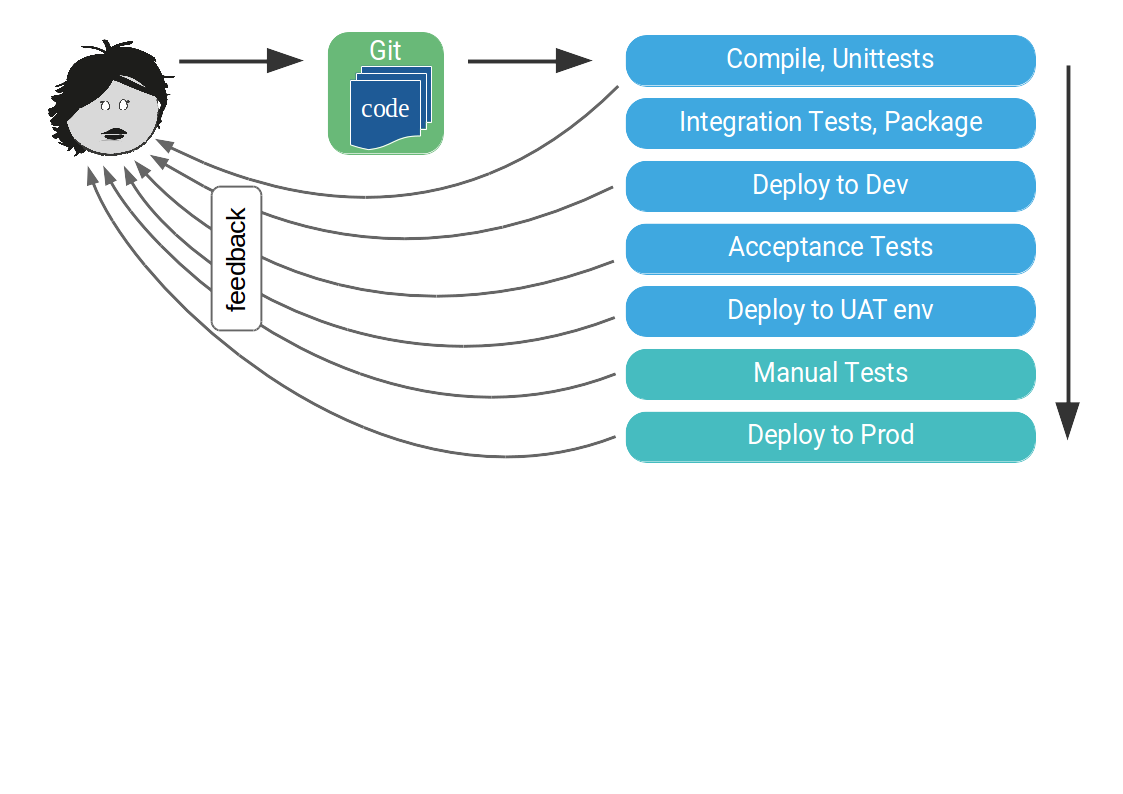 Git
code
Compile, Unittests
Integration Tests, Package
Deploy to Dev
Acceptance Tests
Deploy to UAT env
Manual Tests
Deploy to Prod
feedback